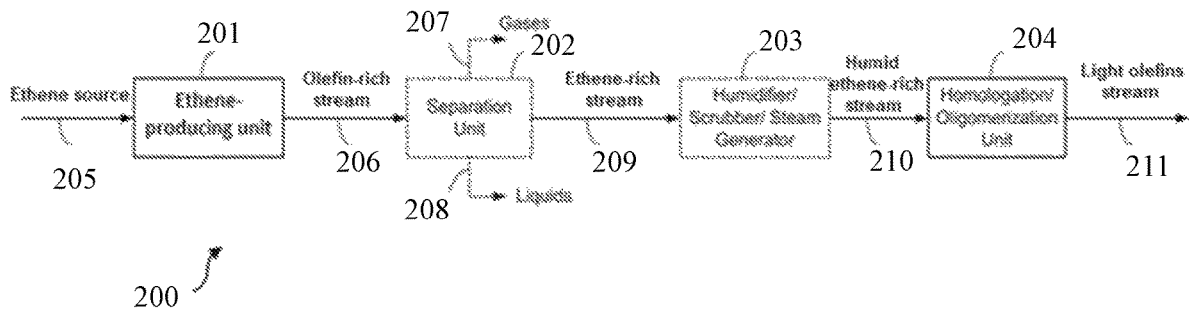 207
Gases
201
202
203
Humid
204
Ethene source
Ethene-
producing unit
Olefin-rich
stream
Separation
Unit
Ethene-rich
stream
Humidifier/
Scrubber/ Steam
Generator
ethene-rich
stream
Homologation/
Oligomerization
Unit
Light olefins
stream
205
206
208
Liquids
209
210
211
200